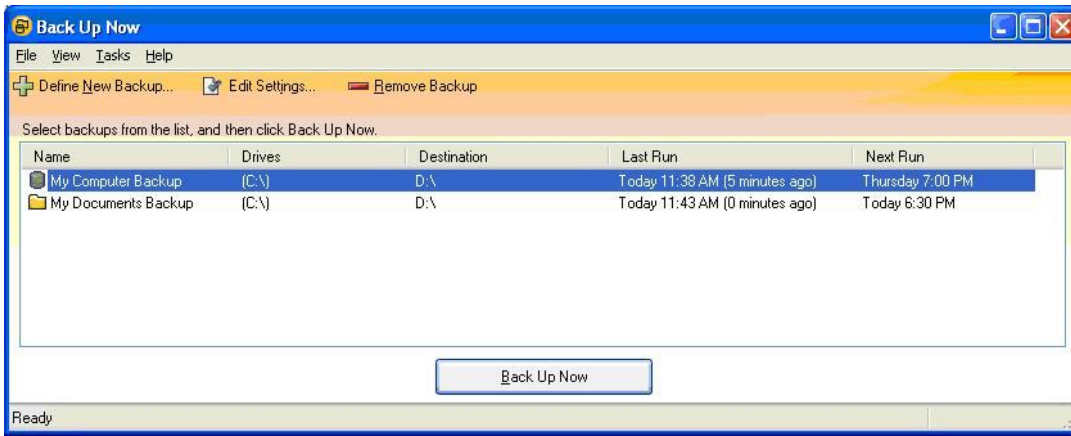 Back Up Now
File View Tasks Help
Define New Backup... Edit Settings... Remove Backup
Select backups from the list, and then click Back Up Now.
Name Drives Destination Last Run Next Run
My Computer Backup (C:\) D:\ Today 11:38 AM (5 minutes ago) Thursday 7:00 PM
My Documents Backup (C:\) D:\ Today 11:43 AM (0 minutes ago) Today 6:30 PM
Back Up Now
Ready